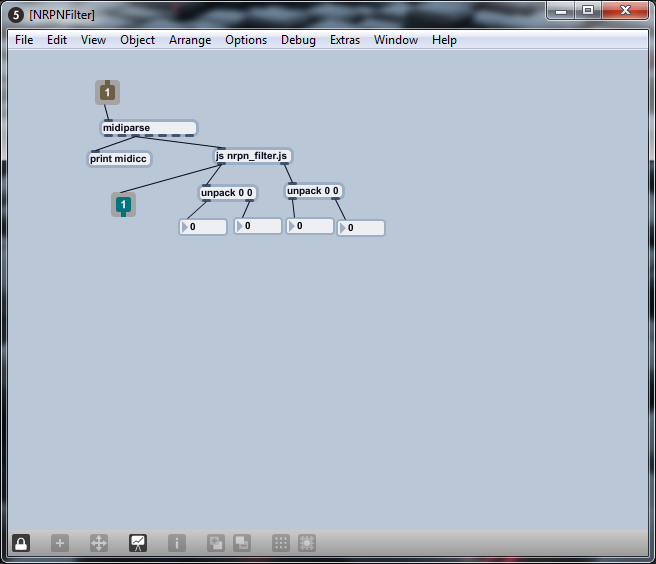 5 [NRPNFilter]
File Edit View Object Arrange Options Debug Extras Window Help
1
midiparse
print midicc
js nrpn_filter.js
1
unpack 0 0
unpack 0 0
0
0
0
0
i